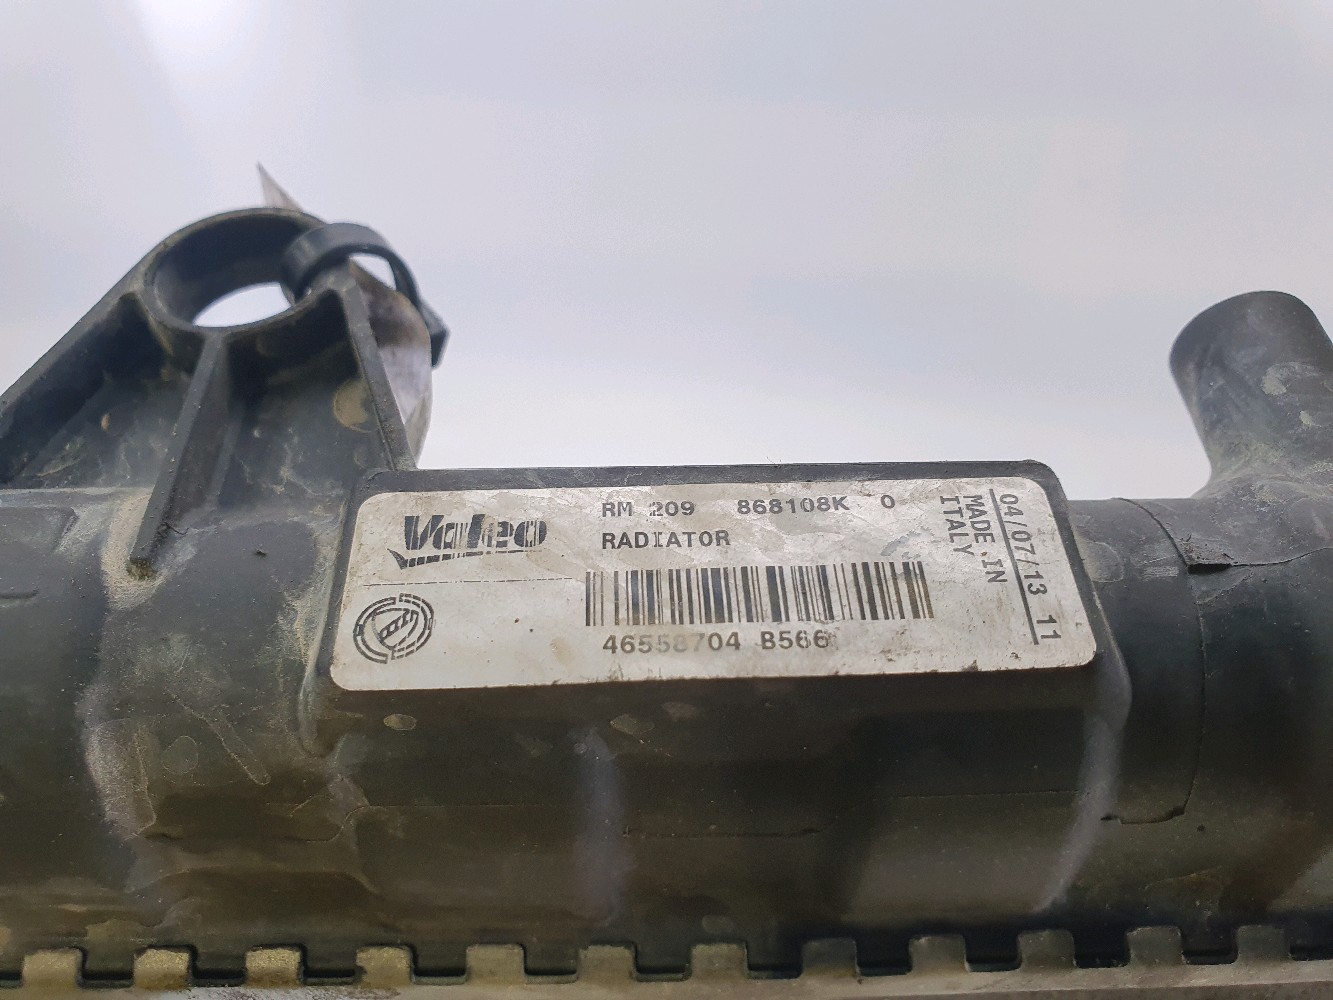 Valeo
RM 209 868108K 0
RADIATOR
46558704 B566
04/07/13 11
MADE IN
ITALY